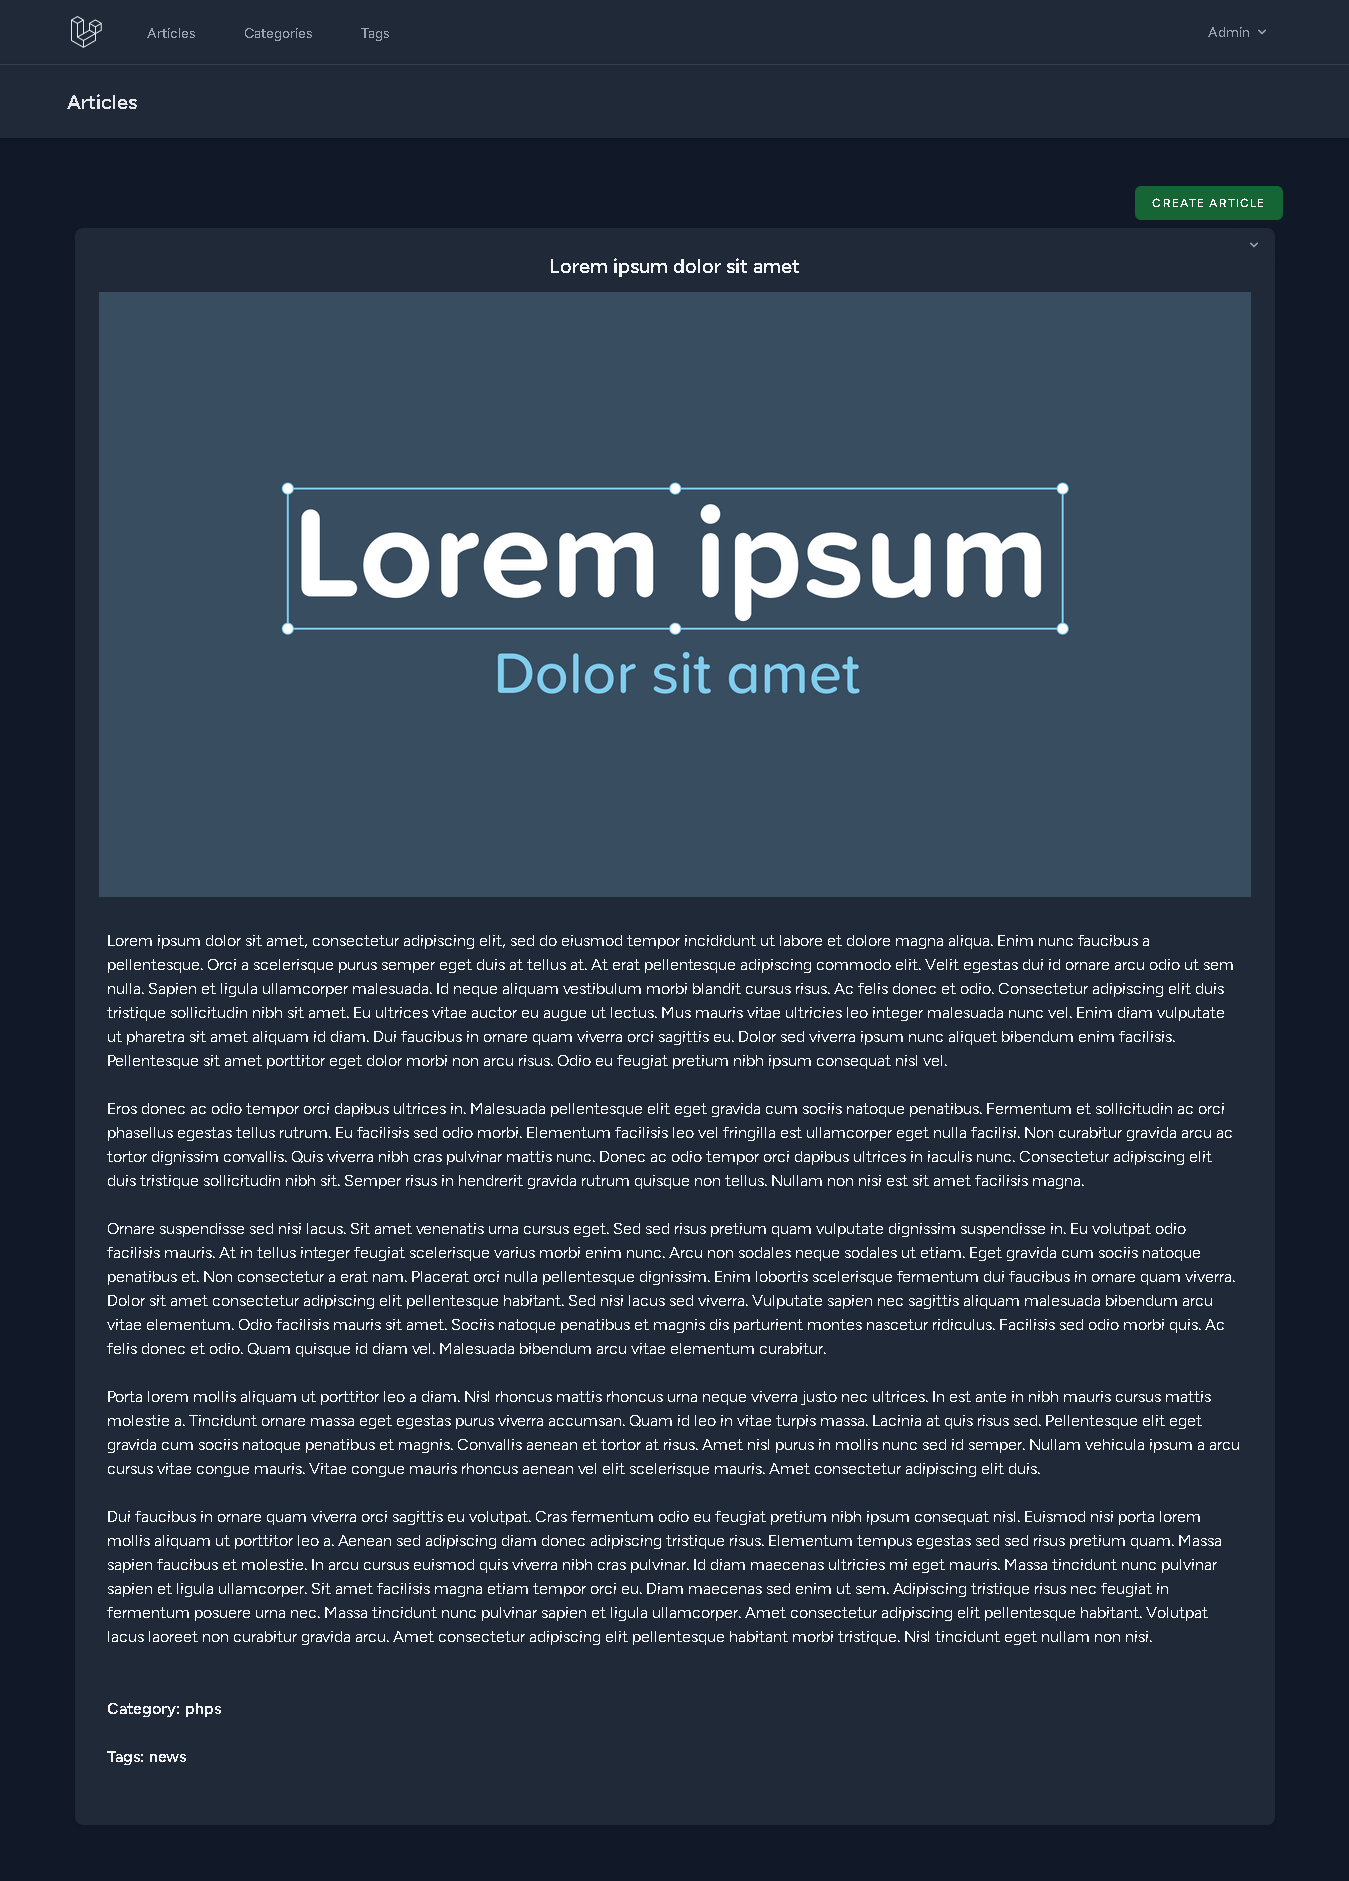 Articles
Categories
Tags
Admin
Articles
CREATE ARTICLE
Lorem ipsum dolor sit amet
Lorem ipsum
Dolor sit amet
Lorem ipsum dolor sit amet, consectetur adipiscing elit, sed do eiusmod tempor incididunt ut labore et dolore magna aliqua. Enim nunc faucibus a
pellentesque. Orci a scelerisque purus semper eget duis at tellus at. At erat pellentesque adipiscing commodo elit. Velit egestas dui id ornare arcu odio ut sem
nulla. Sapien et ligula ullamcorper malesuada. Id neque aliquam vestibulum morbi blandit cursus risus. Ac felis donec et odio. Consectetur adipiscing elit duis
tristique sollicitudin nibh sit amet. Eu ultrices vitae auctor eu augue ut lectus. Mus mauris vitae ultricies leo integer malesuada nunc vel. Enim diam vulputate
ut pharetra sit amet aliquam id diam. Dui faucibus in ornare quam viverra orci sagittis eu. Dolor sed viverra ipsum nunc aliquet bibendum enim facilisis.
Pellentesque sit amet porttitor eget dolor morbi non arcu risus. Odio eu feugiat pretium nibh ipsum consequat nisl vel.
Eros donec ac odio tempor orci dapibus ultrices in. Malesuada pellentesque elit eget gravida cum sociis natoque penatibus. Fermentum et sollicitudin ac orci
phasellus egestas tellus rutrum. Eu facilisis sed odio morbi. Elementum facilisis leo vel fringilla est ullamcorper eget nulla facilisi. Non curabitur gravida arcu ac
tortor dignissim convallis. Quis viverra nibh cras pulvinar mattis nunc. Donec ac odio tempor orci dapibus ultrices in iaculis nunc. Consectetur adipiscing elit
duis tristique sollicitudin nibh sit. Semper risus in hendrerit gravida rutrum quisque non tellus. Nullam non nisi est sit amet facilisis magna.
Ornare suspendisse sed nisi lacus. Sit amet venenatis urna cursus eget. Sed sed risus pretium quam vulputate dignissim suspendisse in. Eu volutpat odio
facilisis mauris. At in tellus integer feugiat scelerisque varius morbi enim nunc. Arcu non sodales neque sodales ut etiam. Eget gravida cum sociis natoque
penatibus et. Non consectetur a erat nam. Placerat orci nulla pellentesque dignissim. Enim lobortis scelerisque fermentum dui faucibus in ornare quam viverra.
Dolor sit amet consectetur adipiscing elit pellentesque habitant. Sed nisi lacus sed viverra. Vulputate sapien nec sagittis aliquam malesuada bibendum arcu
vitae elementum. Odio facilisis mauris sit amet. Sociis natoque penatibus et magnis dis parturient montes nascetur ridiculus. Facilisis sed odio morbi quis. Ac
felis donec et odio. Quam quisque id diam vel. Malesuada bibendum arcu vitae elementum curabitur.
Porta lorem mollis aliquam ut porttitor leo a diam. Nisl rhoncus mattis rhoncus urna neque viverra justo nec ultrices. In est ante in nibh mauris cursus mattis
molestie a. Tincidunt ornare massa eget egestas purus viverra accumsan. Quam id leo in vitae turpis massa. Lacinia at quis risus sed. Pellentesque elit eget
gravida cum sociis natoque penatibus et magnis. Convallis aenean et tortor at risus. Amet nisl purus in mollis nunc sed id semper. Nullam vehicula ipsum a arcu
cursus vitae congue mauris. Vitae congue mauris rhoncus aenean vel elit scelerisque mauris. Amet consectetur adipiscing elit duis.
Dui faucibus in ornare quam viverra orci sagittis eu volutpat. Cras fermentum odio eu feugiat pretium nibh ipsum consequat nisl. Euismod nisi porta lorem
mollis aliquam ut porttitor leo a. Aenean sed adipiscing diam donec adipiscing tristique risus. Elementum tempus egestas sed sed risus pretium quam. Massa
sapien faucibus et molestie. In arcu cursus euismod quis viverra nibh cras pulvinar. Id diam maecenas ultricies mi eget mauris. Massa tincidunt nunc pulvinar
sapien et ligula ullamcorper. Sit amet facilisis magna etiam tempor orci eu. Diam maecenas sed enim ut sem. Adipiscing tristique risus nec feugiat in
fermentum posuere urna nec. Massa tincidunt nunc pulvinar sapien et ligula ullamcorper. Amet consectetur adipiscing elit pellentesque habitant. Volutpat
lacus laoreet non curabitur gravida arcu. Amet consectetur adipiscing elit pellentesque habitant morbi tristique. Nisl tincidunt eget nullam non nisi.
Category: phps
Tags: news